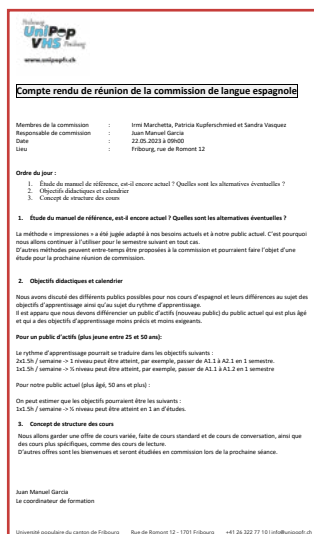 Fribourg
UniPop
VHS Freiburg
www.unipopfr.ch
Compte rendu de réunion de la commission de langue espagnole
Membres de la commission : Irmi Marchetta, Patricia Kupferschmied et Sandra Vasquez
Responsable de commission : Juan Manuel Garcia
Date : 22.05.2023 à 09h00
Lieu : Fribourg, rue de Romont 12
Ordre du jour :
1. Étude du manuel de référence, est-il encore actuel ? Quelles sont les alternatives éventuelles ?
2. Objectifs didactiques et calendrier
3. Concept de structure des cours
1. Étude du manuel de référence, est-il encore actuel ? Quelles sont les alternatives éventuelles ?
La méthode « impresiones » a été jugée adapté à nos besoins actuels et à notre public actuel. C'est pourquoi
nous allons continuer à l'utiliser pour le semestre suivant en tout cas.
D'autres méthodes peuvent entre-temps être proposées à la commission et pourraient faire l'objet d'une
étude pour la prochaine réunion de commission.
2. Objectifs didactiques et calendrier
Nous avons discuté des différents publics possibles pour nos cours d'espagnol et leurs différences au sujet des
objectifs d'apprentissage ainsi qu'au sujet du rythme d'apprentissage.
Il est apparu que nous devons différencier un public d'actifs (nouveau public) du public actuel qui est plus âgé
et qui a des objectifs d'apprentissage moins précis et moins exigeants.
Pour un public d'actifs (plus jeune entre 25 et 50 ans):
Le rythme d'apprentissage pourrait se traduire dans les objectifs suivants :
2x1.5h / semaine -> 1 niveau peut être atteint, par exemple, passer de A1.1 à A2.1 en 1 semestre.
1x1.5h / semaine -> ½ niveau peut être atteint, par exemple, passer de A1.1 à A1.2 en 1 semestre
Pour notre public actuel (plus âgé, 50 ans et plus) :
On peut estimer que les objectifs pourraient être les suivants :
1x1.5h / semaine -> ½ niveau peut être atteint en 1 an d'études.
3. Concept de structure des cours
Nous allons garder une offre de cours variée, faite de cours standard et de cours de conversation, ainsi que
des cours plus spécifiques, comme des cours de lecture.
D'autres offres sont les bienvenues et seront étudiées en commission lors de la prochaine séance.
Juan Manuel Garcia
Le coordinateur de formation
Université populaire du canton de Fribourg Rue de Romont 12 - 1701 Fribourg +41 26 322 77 10 info@unipopfr.ch